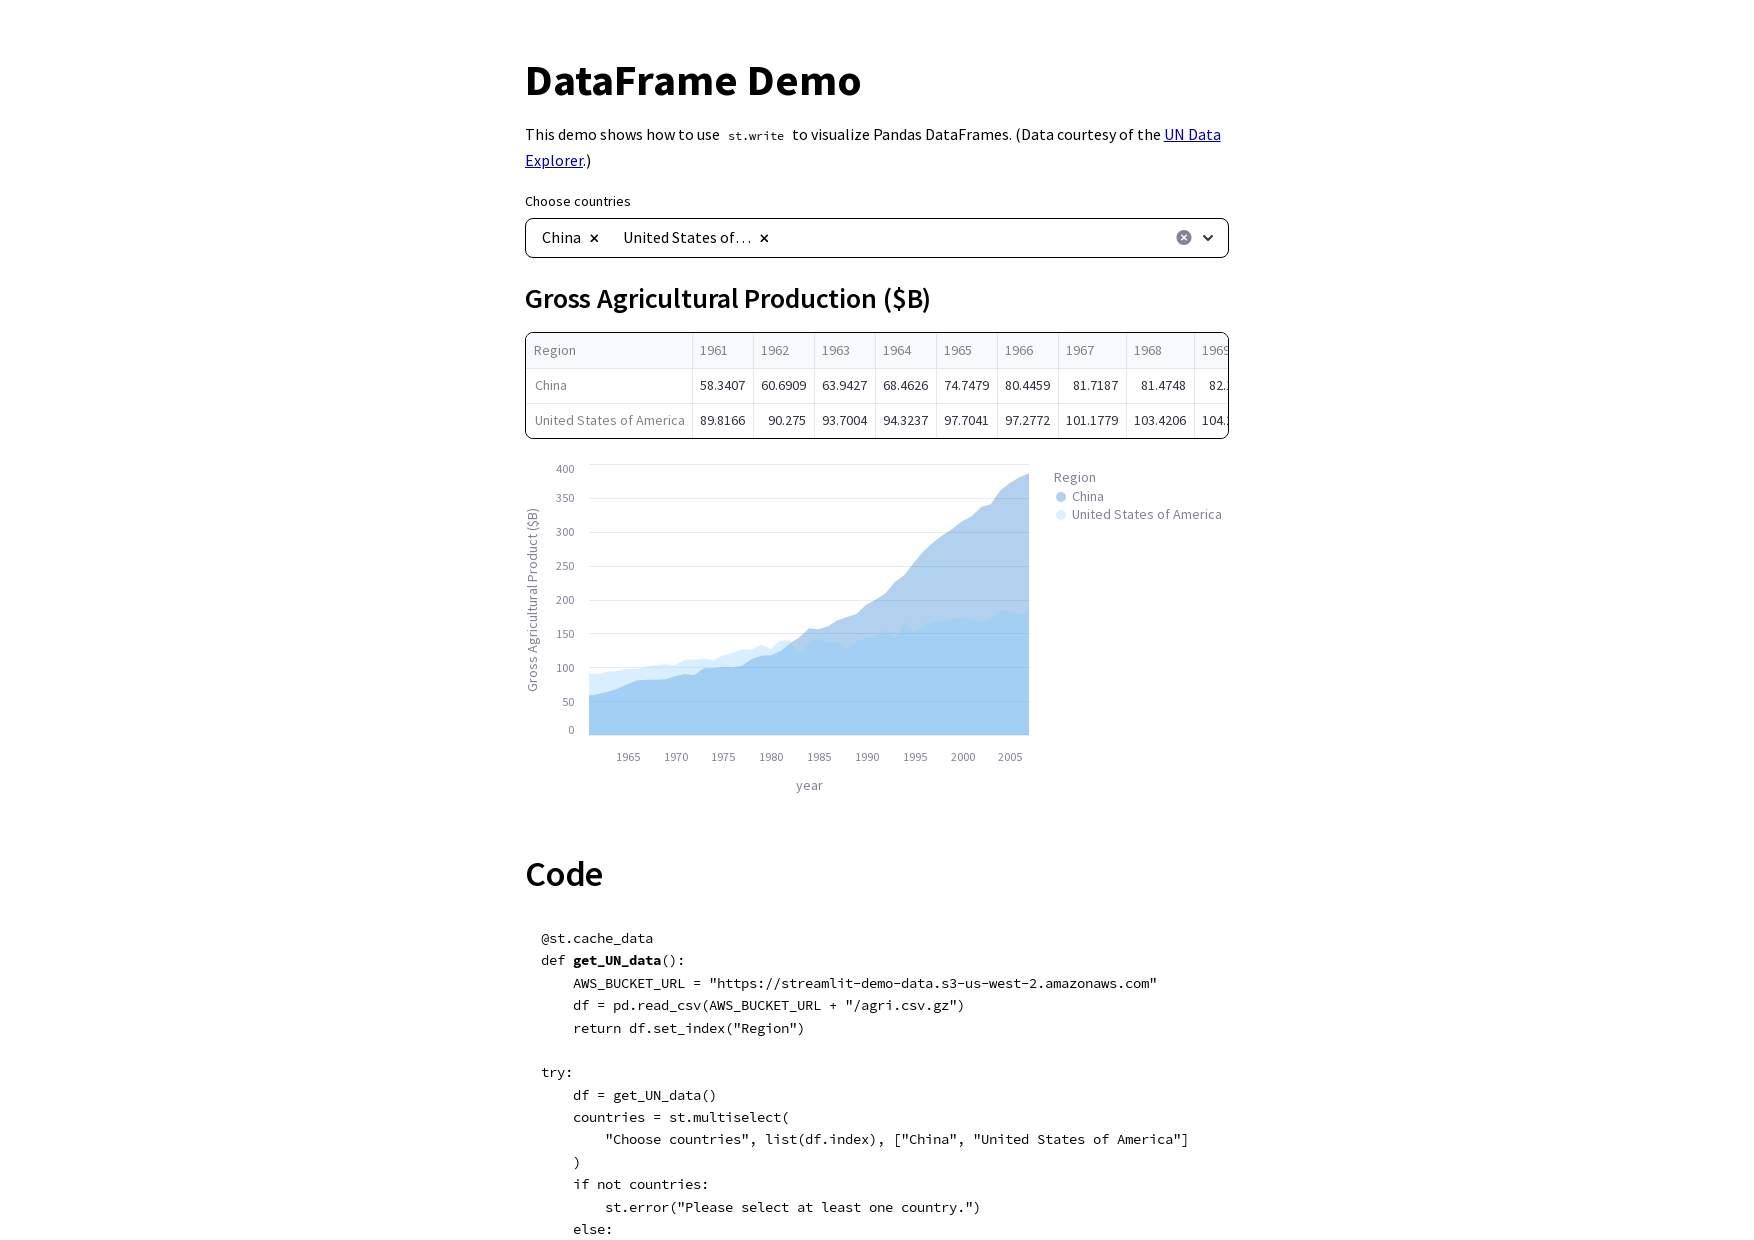 DataFrame Demo
This demo shows how to use st.write to visualize Pandas DataFrames. (Data courtesy of the UN Data
Explorer.)
Choose countries
China × United States of… ×
Gross Agricultural Production ($B)
Region 1961 1962 1963 1964 1965 1966 1967 1968 1969
China 58.3407 60.6909 63.9427 68.4626 74.7479 80.4459 81.7187 81.4748
United States of America 89.8166 90.275 93.7004 94.3237 97.7041 97.2772 101.1779 103.4206
Gross Agricultural Product ($B)
400
350
300
250
200
150
100
50
0
1965 1970 1975 1980 1985 1990 1995 2000 2005
year
Region
China
United States of America
Code
@st.cache_data
def get_UN_data():
    AWS_BUCKET_URL = "https://streamlit-demo-data.s3-us-west-2.amazonaws.com"
    df = pd.read_csv(AWS_BUCKET_URL + "/agri.csv.gz")
    return df.set_index("Region")
try:
    df = get_UN_data()
    countries = st.multiselect(
        "Choose countries", list(df.index), ["China", "United States of America"]
    )
    if not countries:
        st.error("Please select at least one country.")
    else: